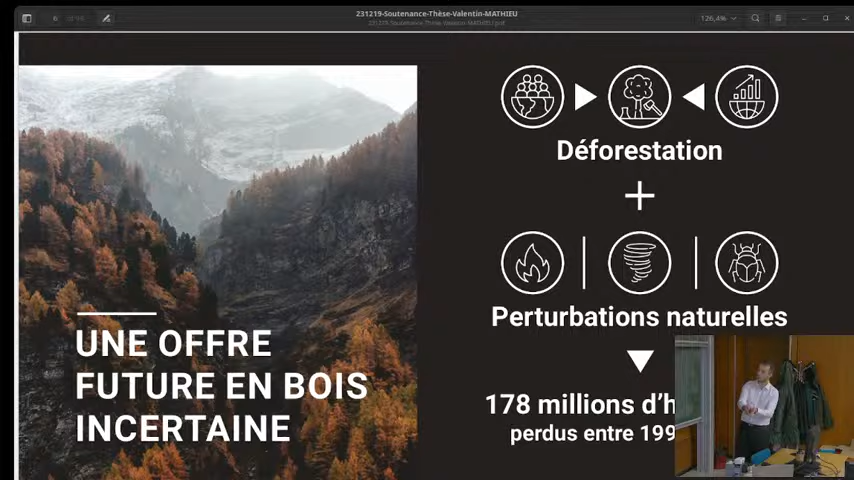 231219-Soutenance-Thèse-Valentin-MATHIEU
6
126,4%
Déforestation
+
Perturbations naturelles
UNE OFFRE
FUTURE EN BOIS
INCERTAINE
178 millions d'h
perdus entre 199